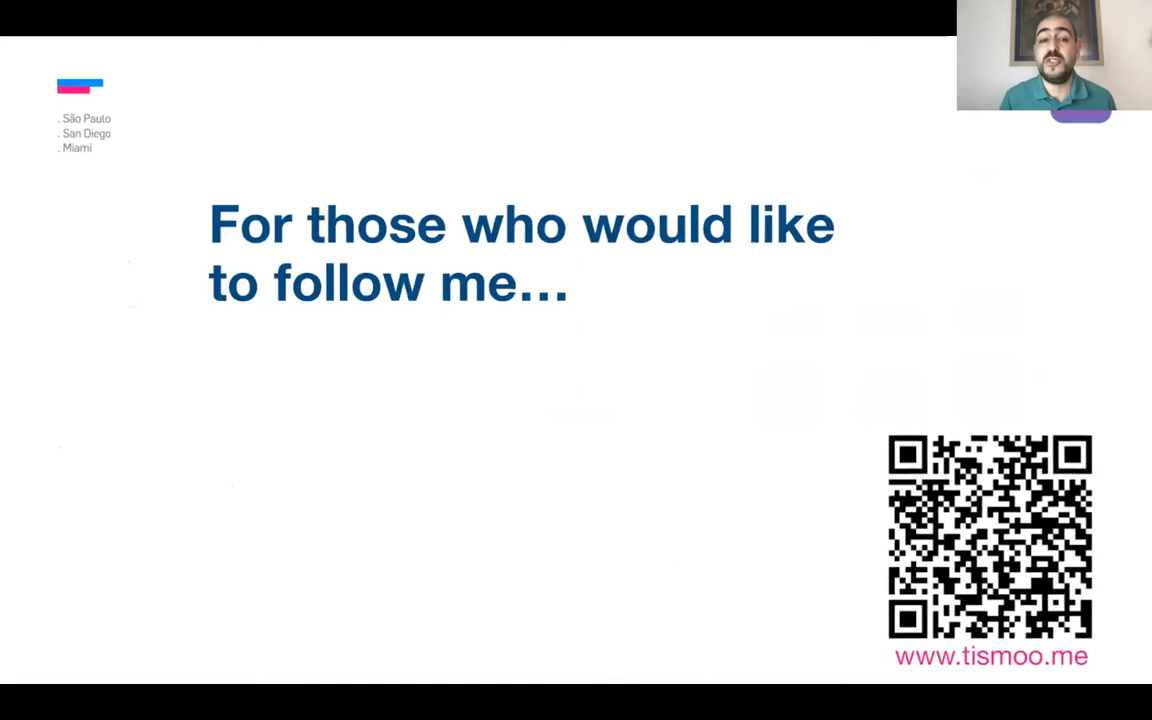 . São Paulo
. San Diego
. Miami
For those who would like
to follow me...
www.tismoo.me